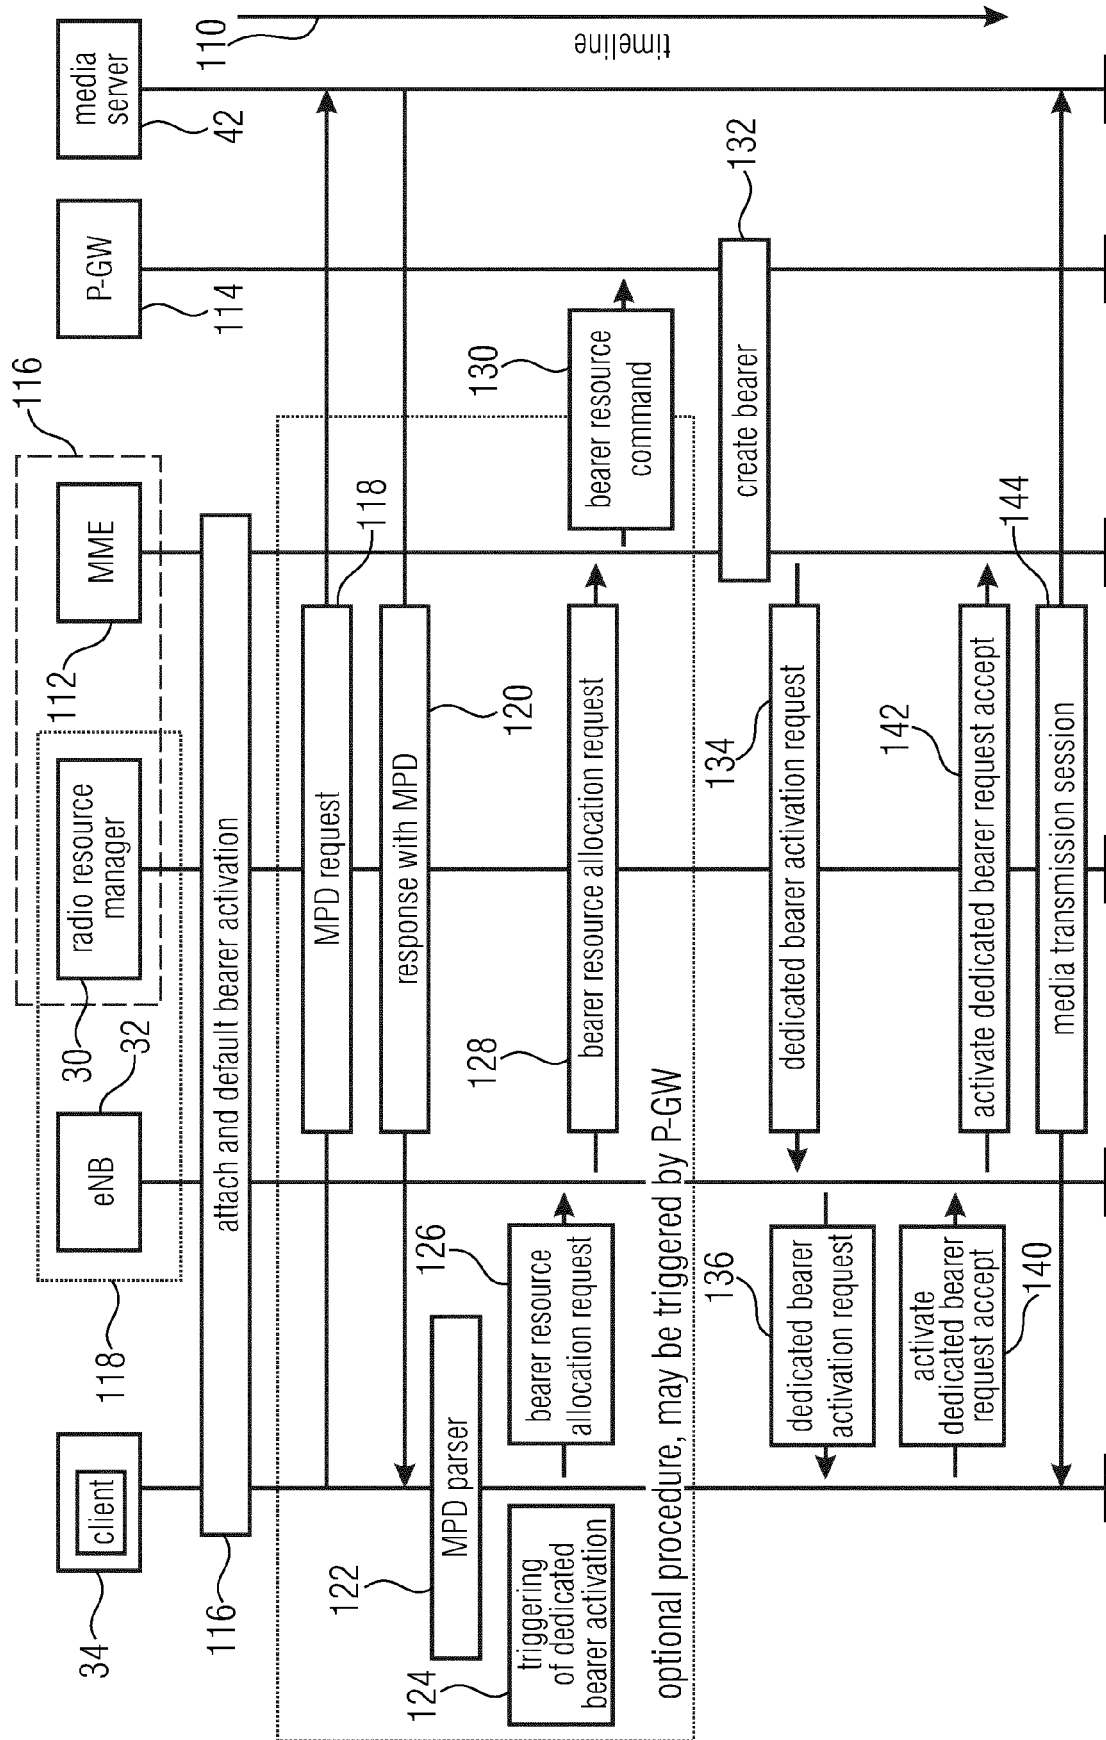 116
118
34
client
eNB
32
radio resource
manager
30
MME
112
P-GW
114
media
server
42
110
timeline
attach and default bearer activation
116
MPD request
118
response with MPD
120
MPD parser
122
triggering
of dedicated
bearer activation
124
bearer resource
allocation request
126
bearer resource allocation request
128
bearer resource
command
130
optional procedure, may be triggered by P-GW
create bearer
132
dedicated bearer activation request
134
dedicated bearer
activation request
136
activate
dedicated bearer
request accept
140
activate dedicated bearer request accept
142
media transmission session
144